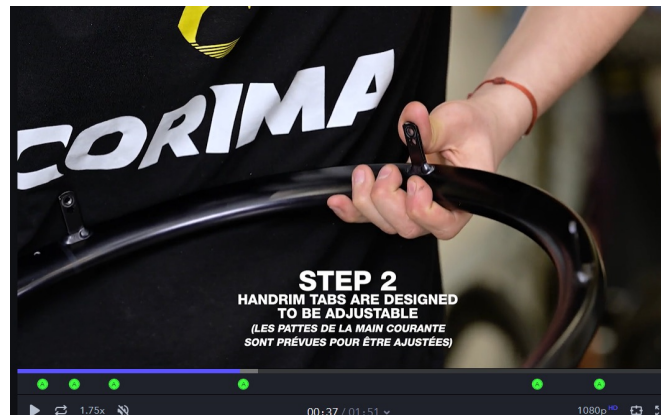 CORIMA
STEP 2
HANDRIM TABS ARE DESIGNED
TO BE ADJUSTABLE
(LES PATTES DE LA MAIN COURANTE
SONT PRÉVUES POUR ÊTRE AJUSTÉES)
A A A A A A
1.75x 00:37 / 01:51 1080p HD